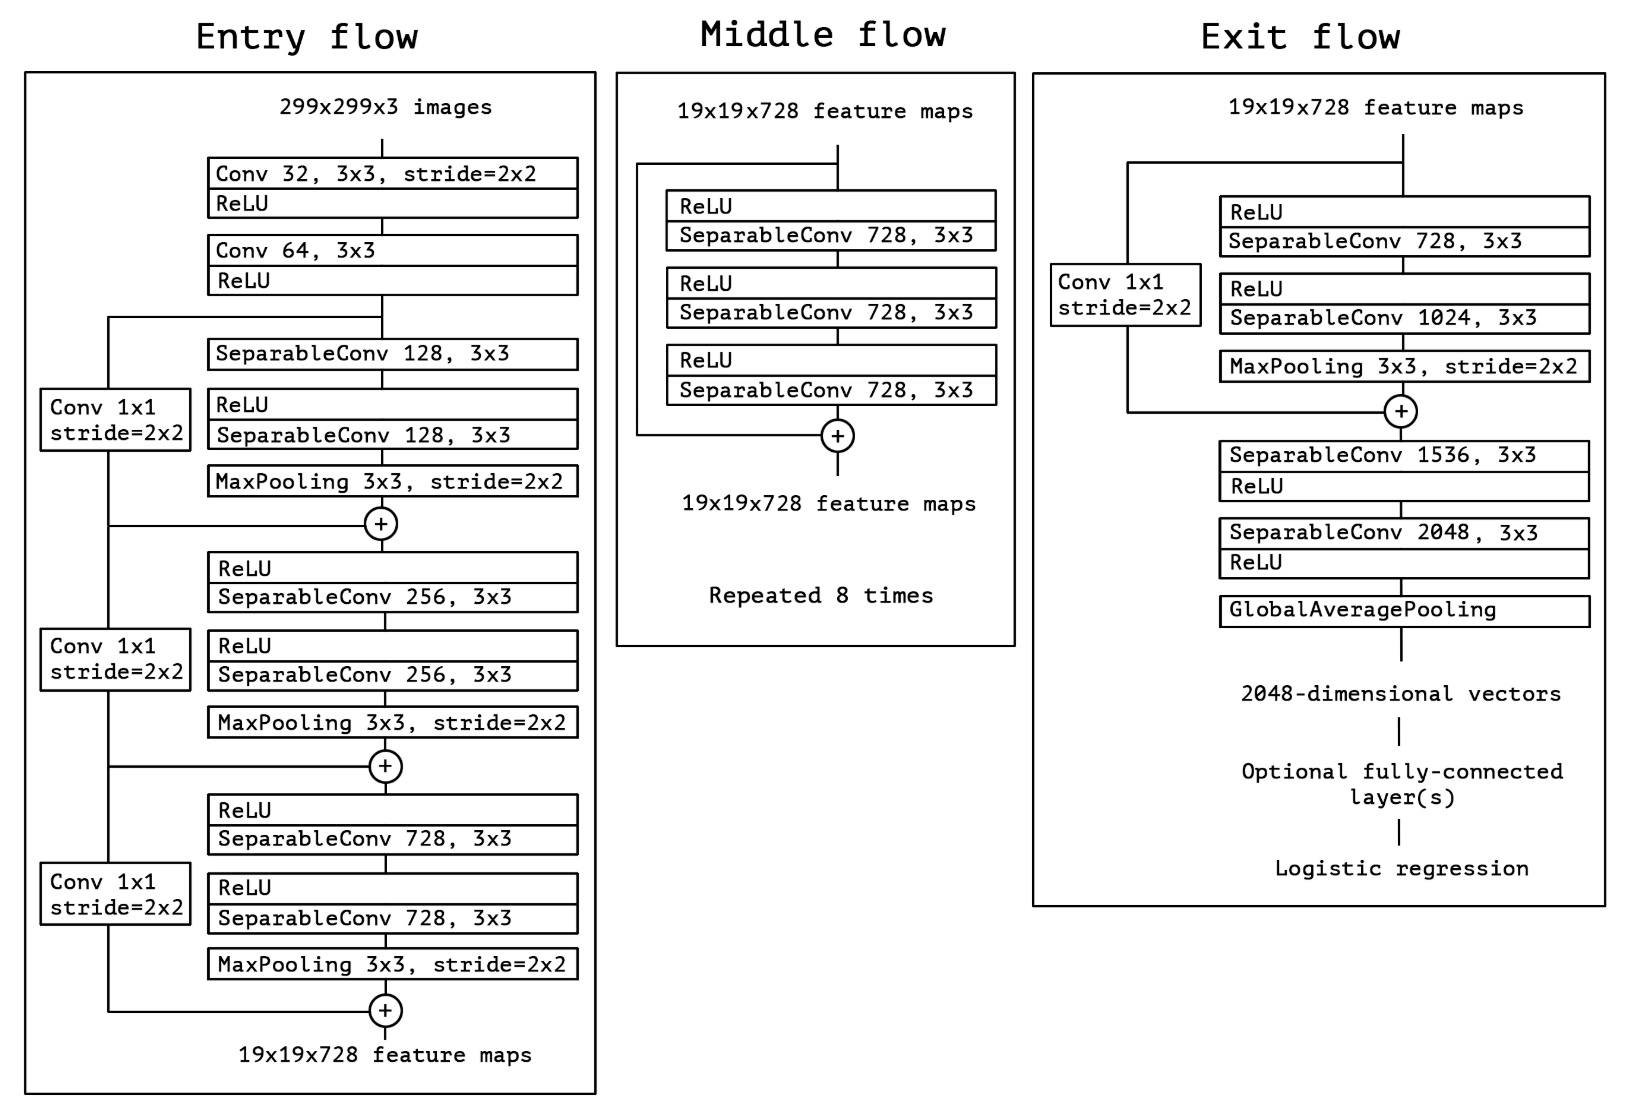 Entry flow
299x299x3 images
Conv 32, 3x3, stride=2x2
ReLU
Conv 64, 3x3
ReLU
SeparableConv 128, 3x3
Conv 1x1
stride=2x2
ReLU
SeparableConv 128, 3x3
MaxPooling 3x3, stride=2x2
+
ReLU
SeparableConv 256, 3x3
Conv 1x1
stride=2x2
ReLU
SeparableConv 256, 3x3
MaxPooling 3x3, stride=2x2
+
ReLU
SeparableConv 728, 3x3
Conv 1x1
stride=2x2
ReLU
SeparableConv 728, 3x3
MaxPooling 3x3, stride=2x2
+
19x19x728 feature maps
Middle flow
19x19x728 feature maps
ReLU
SeparableConv 728, 3x3
ReLU
SeparableConv 728, 3x3
ReLU
SeparableConv 728, 3x3
+
19x19x728 feature maps
Repeated 8 times
Exit flow
19x19x728 feature maps
ReLU
SeparableConv 728, 3x3
Conv 1x1
stride=2x2
ReLU
SeparableConv 1024, 3x3
MaxPooling 3x3, stride=2x2
+
SeparableConv 1536, 3x3
ReLU
SeparableConv 2048, 3x3
ReLU
GlobalAveragePooling
2048-dimensional vectors
Optional fully-connected
layer(s)
Logistic regression